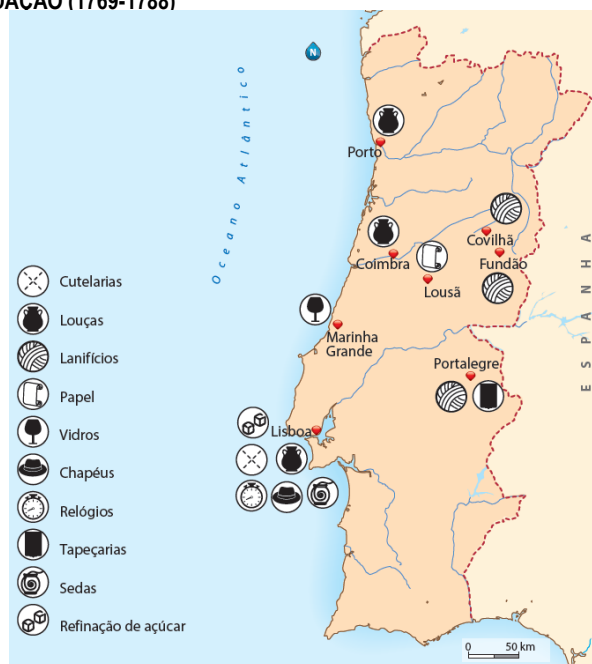 DAÇÃO (1769-1788)
N
Oceano Atlântico
Porto
Covilhã
Coimbra
Fundão
Lousã
Marinha
Grande
Portalegre
Lisboa
ESPANHA
Cutelarias
Louças
Lanifícios
Papel
Vidros
Chapéus
Relógios
Tapeçarias
Sedas
Refinação de açúcar
0 50 km